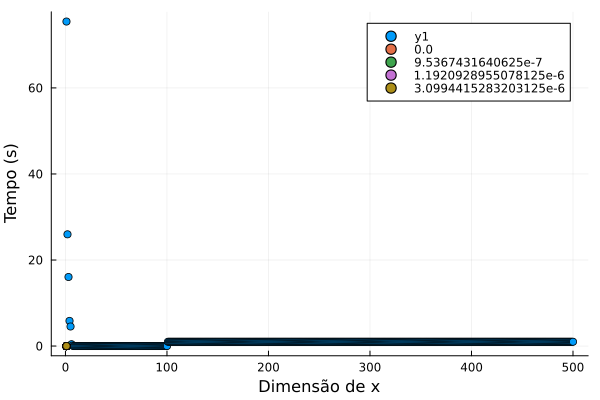 y1
0.0
9.5367431640625e-7
1.1920928955078125e-6
3.0994415283203125e-6
Tempo (s)
60
40
20
0
0 100 200 300 400 500
Dimensão de x